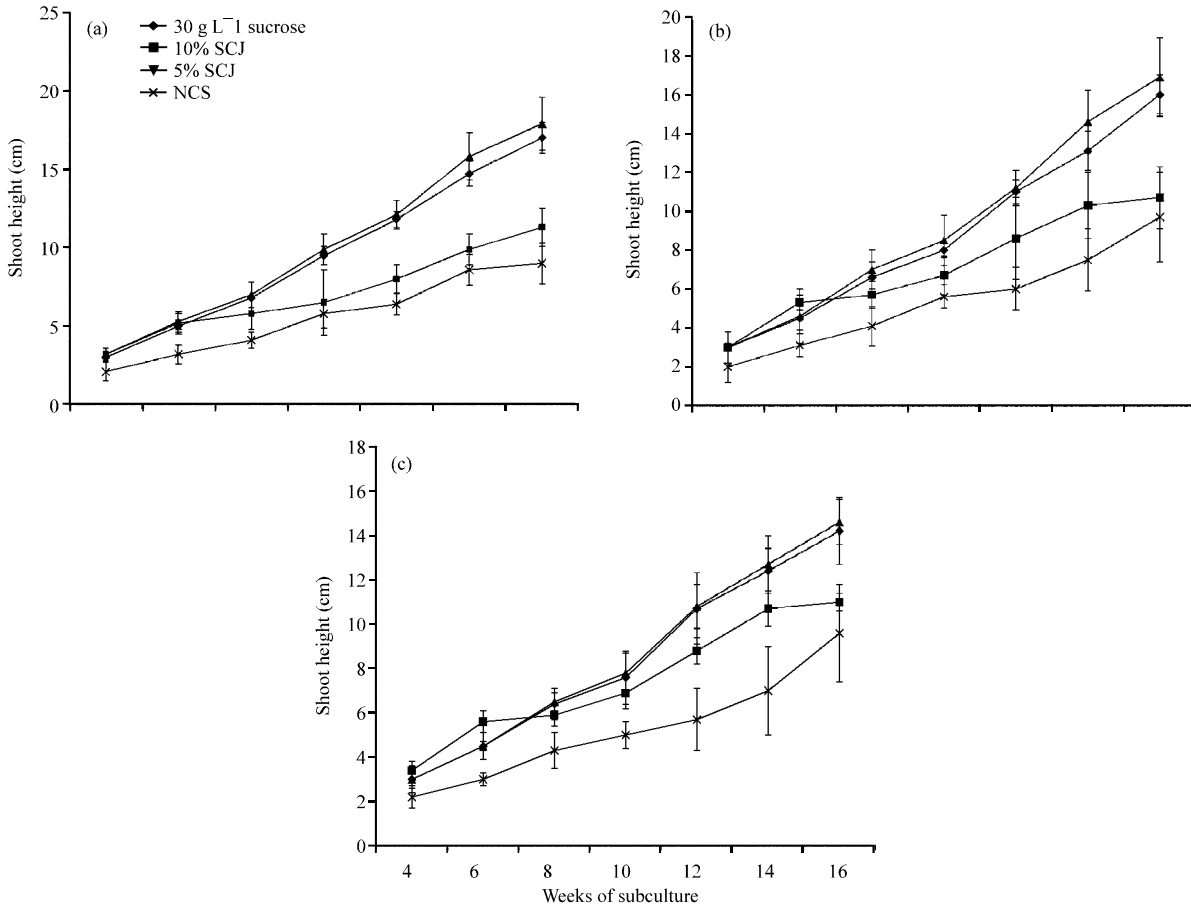 (a)
30 g L¯1 sucrose
10% SCJ
5% SCJ
NCS
25
20
15
10
5
0
Shoot height (cm)
(b)
20
18
16
14
12
10
8
6
4
2
0
Shoot height (cm)
(c)
18
16
14
12
10
8
6
4
2
0
Shoot height (cm)
4 6 8 10 12 14 16
Weeks of subculture